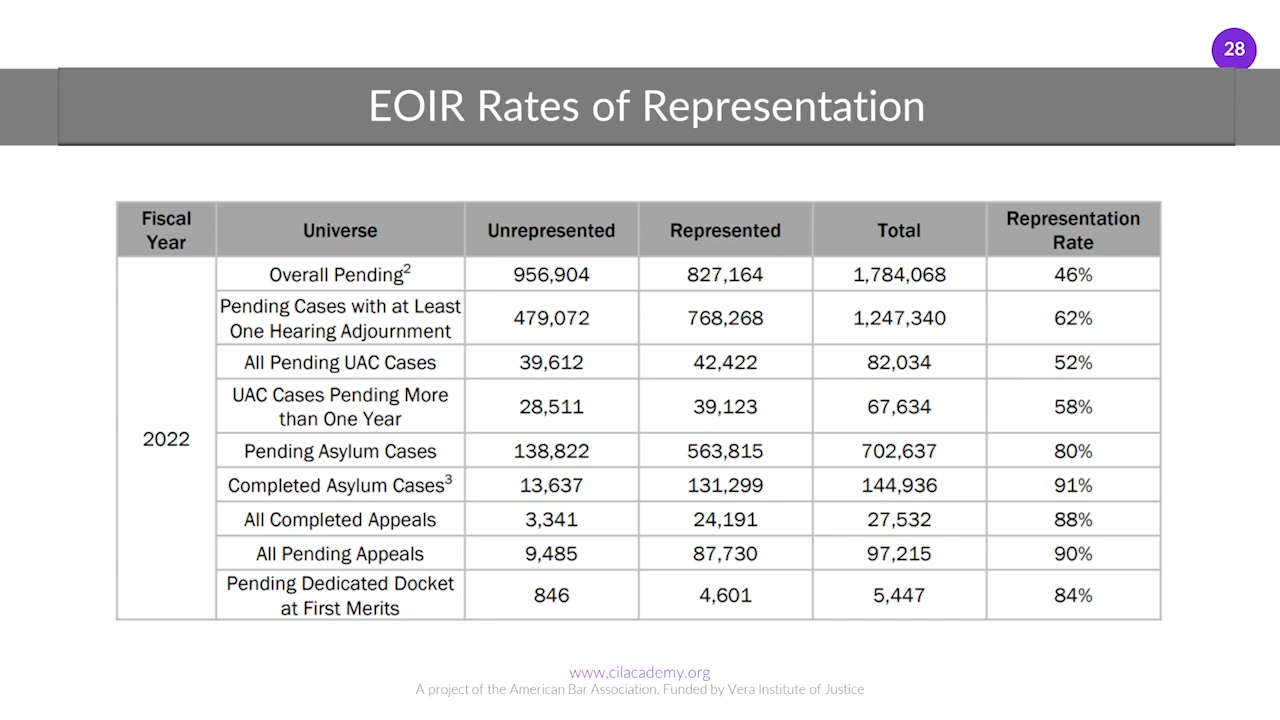 28
EOIR Rates of Representation
Fiscal Year Universe Unrepresented Represented Total Representation Rate
2022
Overall Pending2 956,904 827,164 1,784,068 46%
Pending Cases with at Least One Hearing Adjournment 479,072 768,268 1,247,340 62%
All Pending UAC Cases 39,612 42,422 82,034 52%
UAC Cases Pending More than One Year 28,511 39,123 67,634 58%
Pending Asylum Cases 138,822 563,815 702,637 80%
Completed Asylum Cases3 13,637 131,299 144,936 91%
All Completed Appeals 3,341 24,191 27,532 88%
All Pending Appeals 9,485 87,730 97,215 90%
Pending Dedicated Docket at First Merits 846 4,601 5,447 84%
www.cilacademy.org
A project of the American Bar Association. Funded by Vera Institute of Justice